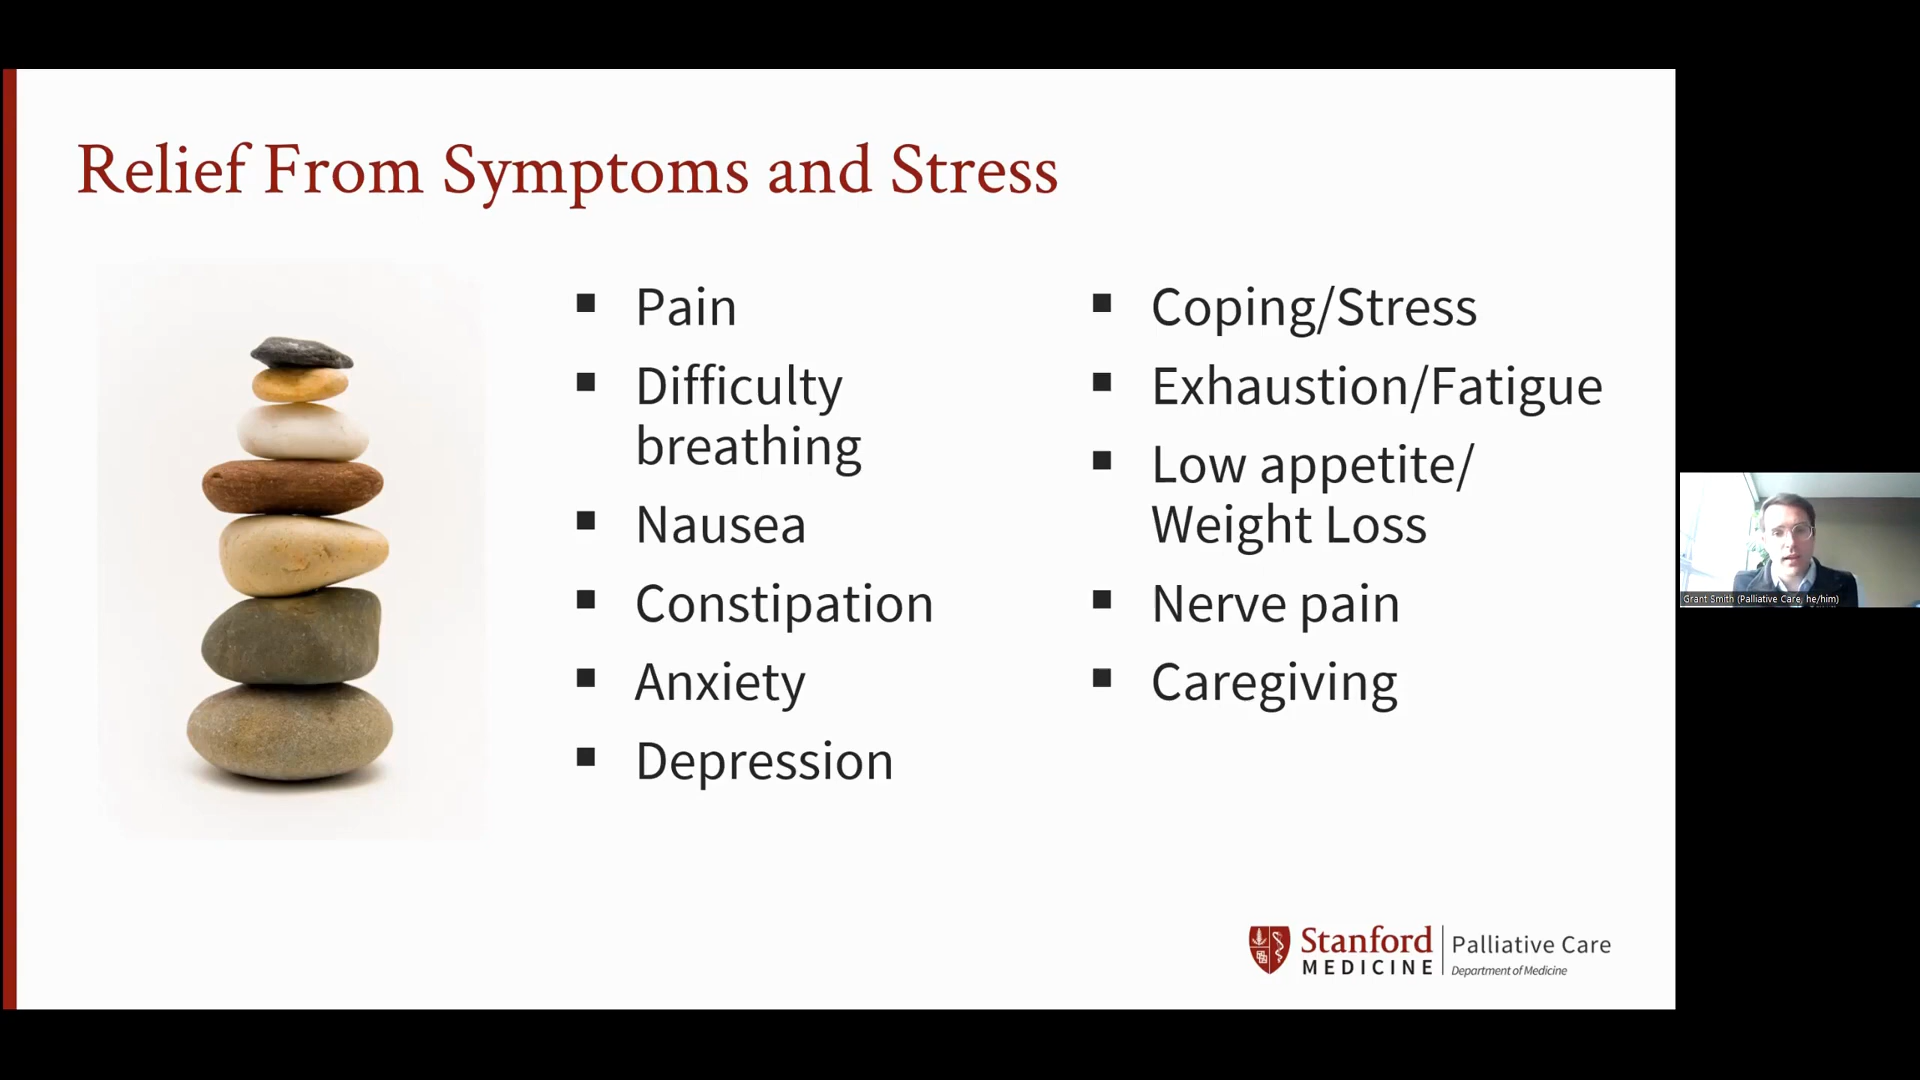 Relief From Symptoms and Stress
▪ Pain
▪ Difficulty
breathing
▪ Nausea
▪ Constipation
▪ Anxiety
▪ Depression
▪ Coping/Stress
▪ Exhaustion/Fatigue
▪ Low appetite/
Weight Loss
▪ Nerve pain
▪ Caregiving
Grant Smith (Palliative Care, he/him)
Stanford
MEDICINE
Palliative Care
Department of Medicine